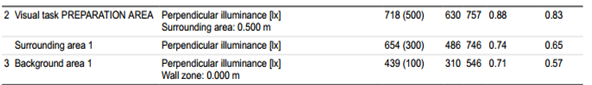 2 Visual task PREPARATION AREA Perpendicular illuminance [lx] 718 (500) 630 757 0.88 0.83
Surrounding area: 0.500 m
Surrounding area 1 Perpendicular illuminance [lx] 654 (300) 486 746 0.74 0.65
3 Background area 1 Perpendicular illuminance [lx] 439 (100) 310 546 0.71 0.57
Wall zone: 0.000 m